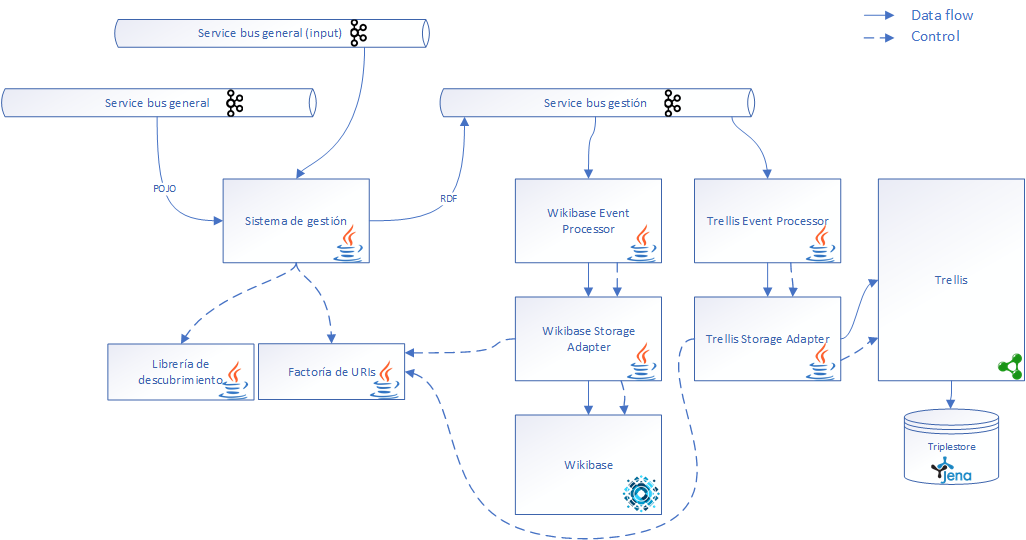 Data flow
Control
Service bus general (input)
Service bus general
Service bus gestión
POJO
RDF
Sistema de gestión
Wikibase Event
Processor
Trellis Event Processor
Trellis
Wikibase Storage
Adapter
Trellis Storage Adapter
Librería de
descubrimiento
Factoría de URIs
Wikibase
Triplestore
jena